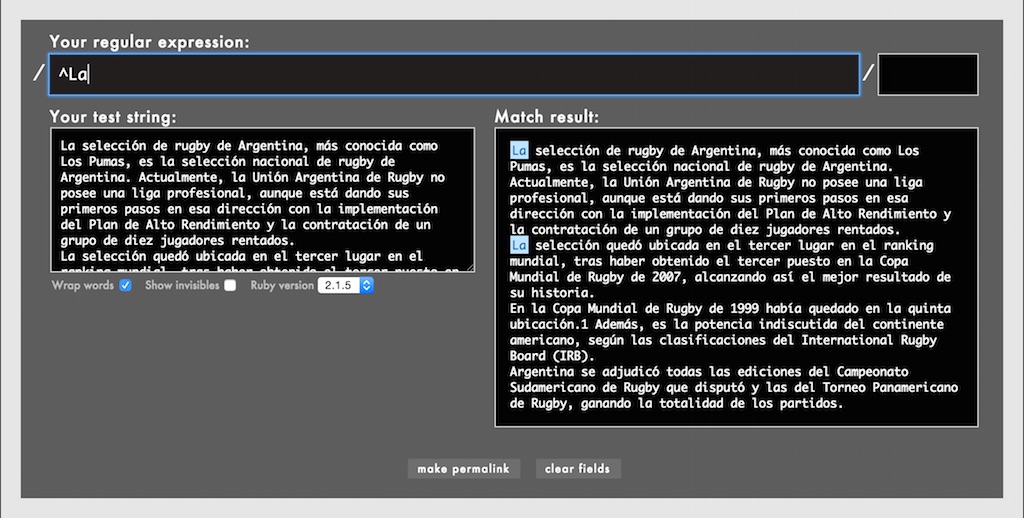 Your regular expression:
/ ^La /
Your test string:
La selección de rugby de Argentina, más conocida como
Los Pumas, es la selección nacional de rugby de
Argentina. Actualmente, la Unión Argentina de Rugby no
posee una liga profesional, aunque está dando sus
primeros pasos en esa dirección con la implementación
del Plan de Alto Rendimiento y la contratación de un
grupo de diez jugadores rentados.
La selección quedó ubicada en el tercer lugar en el
ranking mundial, tras haber obtenido el tercer puesto en
Wrap words Show invisibles Ruby version 2.1.5
Match result:
La selección de rugby de Argentina, más conocida como Los
Pumas, es la selección nacional de rugby de Argentina.
Actualmente, la Unión Argentina de Rugby no posee una liga
profesional, aunque está dando sus primeros pasos en esa
dirección con la implementación del Plan de Alto Rendimiento y
la contratación de un grupo de diez jugadores rentados.
La selección quedó ubicada en el tercer lugar en el ranking
mundial, tras haber obtenido el tercer puesto en la Copa
Mundial de Rugby de 2007, alcanzando así el mejor resultado de
su historia.
En la Copa Mundial de Rugby de 1999 había quedado en la quinta
ubicación.1 Además, es la potencia indiscutida del continente
americano, según las clasificaciones del International Rugby
Board (IRB).
Argentina se adjudicó todas las ediciones del Campeonato
Sudamericano de Rugby que disputó y las del Torneo Panamericano
de Rugby, ganando la totalidad de los partidos.
make permalink
clear fields